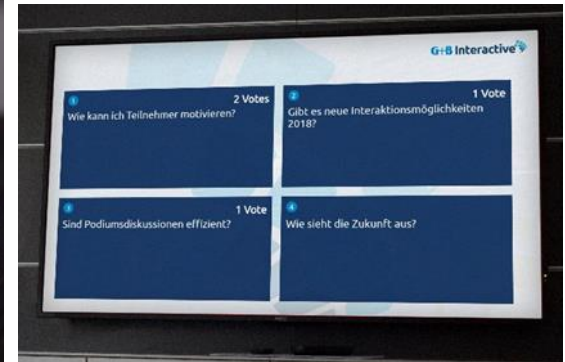 G+B Interactive
1
2 Votes
Wie kann ich Teilnehmer motivieren?
2
1 Vote
Gibt es neue Interaktionsmöglichkeiten
2018?
3
1 Vote
Sind Podiumsdiskussionen effizient?
4
Wie sieht die Zukunft aus?